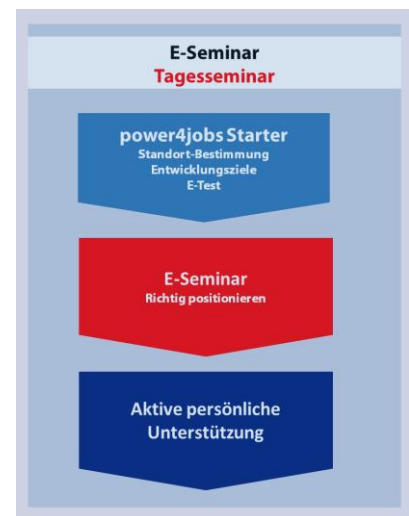 E-Seminar
Tagesseminar
power4jobs Starter
Standort-Bestimmung
Entwicklungsziele
E-Test
E-Seminar
Richtig positionieren
Aktive persönliche
Unterstützung